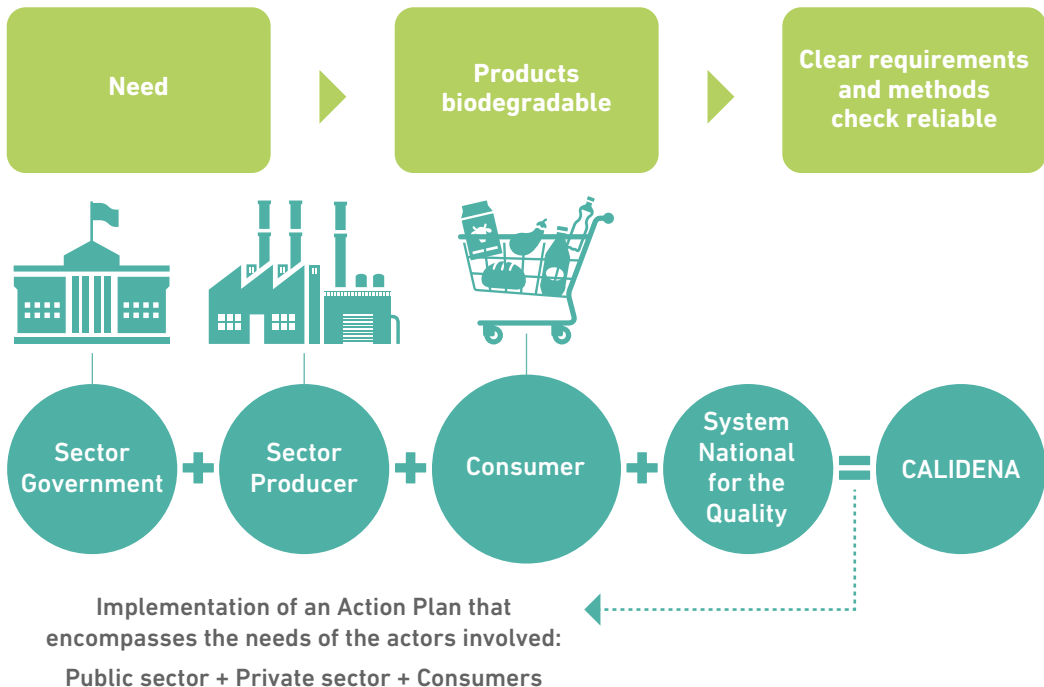 Need
Products
biodegradable
Clear requirements
and methods
check reliable
Sector
Government
+
Sector
Producer
+
Consumer
+
System
National
for the
Quality
=
CALIDENA
Implementation of an Action Plan that
encompasses the needs of the actors involved:
Public sector + Private sector + Consumers